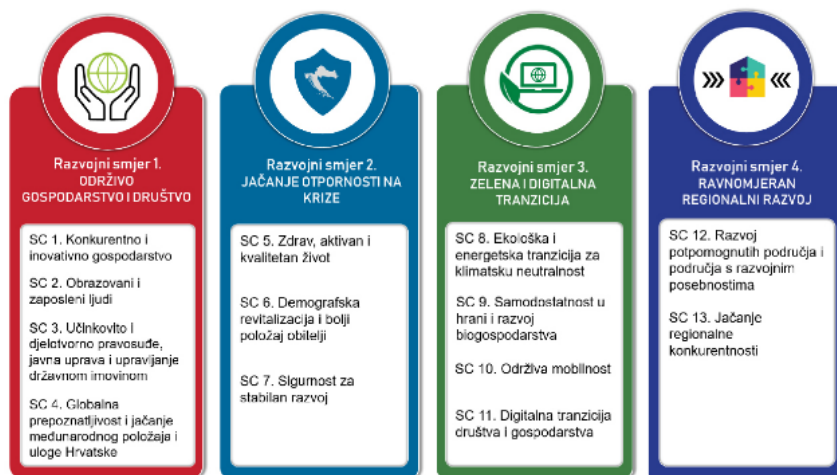 Razvojni smjer 1.
ODRŽIVO
GOSPODARSTVO I DRUŠTVO
SC 1. Konkurentno i
inovativno gospodarstvo
SC 2. Obrazovani i
zaposleni ljudi
SC 3. Učinkovito i
djelotvorno pravosuđe,
javna uprava i upravljanje
državnom imovinom
SC 4. Globalna
prepoznatljivost i jačanje
međunarodnog položaja i
uloge Hrvatske
Razvojni smjer 2.
JAČANJE OTPORNOSTI NA
KRIZE
SC 5. Zdrav, aktivan i
kvalitetan život
SC 6. Demografska
revitalizacija i bolji
položaj obitelji
SC 7. Sigurnost za
stabilan razvoj
Razvojni smjer 3.
ZELENA I DIGITALNA
TRANZICIJA
SC 8. Ekološka i
energetska tranzicija za
klimatsku neutralnost
SC 9. Samodostatnost u
hrani i razvoj
biogospodarstva
SC 10. Održiva mobilnost
SC 11. Digitalna tranzicija
društva i gospodarstva
Razvojni smjer 4.
RAVNOMJERAN
REGIONALNI RAZVOJ
SC 12. Razvoj
potpomognutih područja i
područja s razvojnim
posebnostima
SC 13. Jačanje
regionalne
konkurentnosti